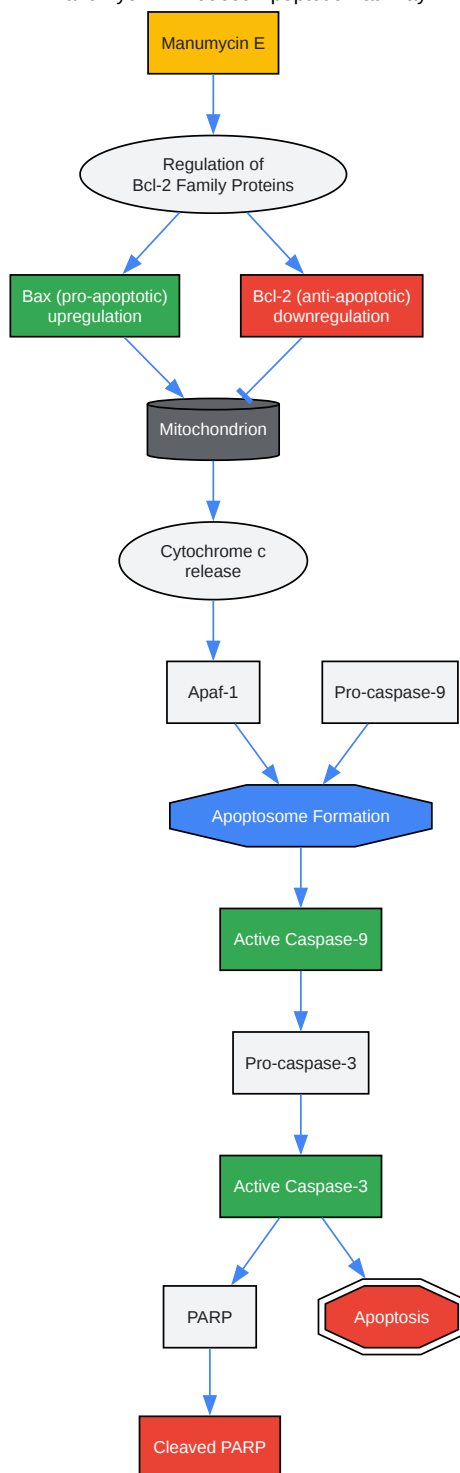 Manumycin E
Regulation of
Bcl-2 Family Proteins
Bax (pro-apoptotic)
upregulation
Bcl-2 (anti-apoptotic)
downregulation
Mitochondrion
Cytochrome c
release
Apaf-1
Pro-caspase-9
Apoptosome Formation
Active Caspase-9
Pro-caspase-3
Active Caspase-3
PARP
Apoptosis
Cleaved PARP